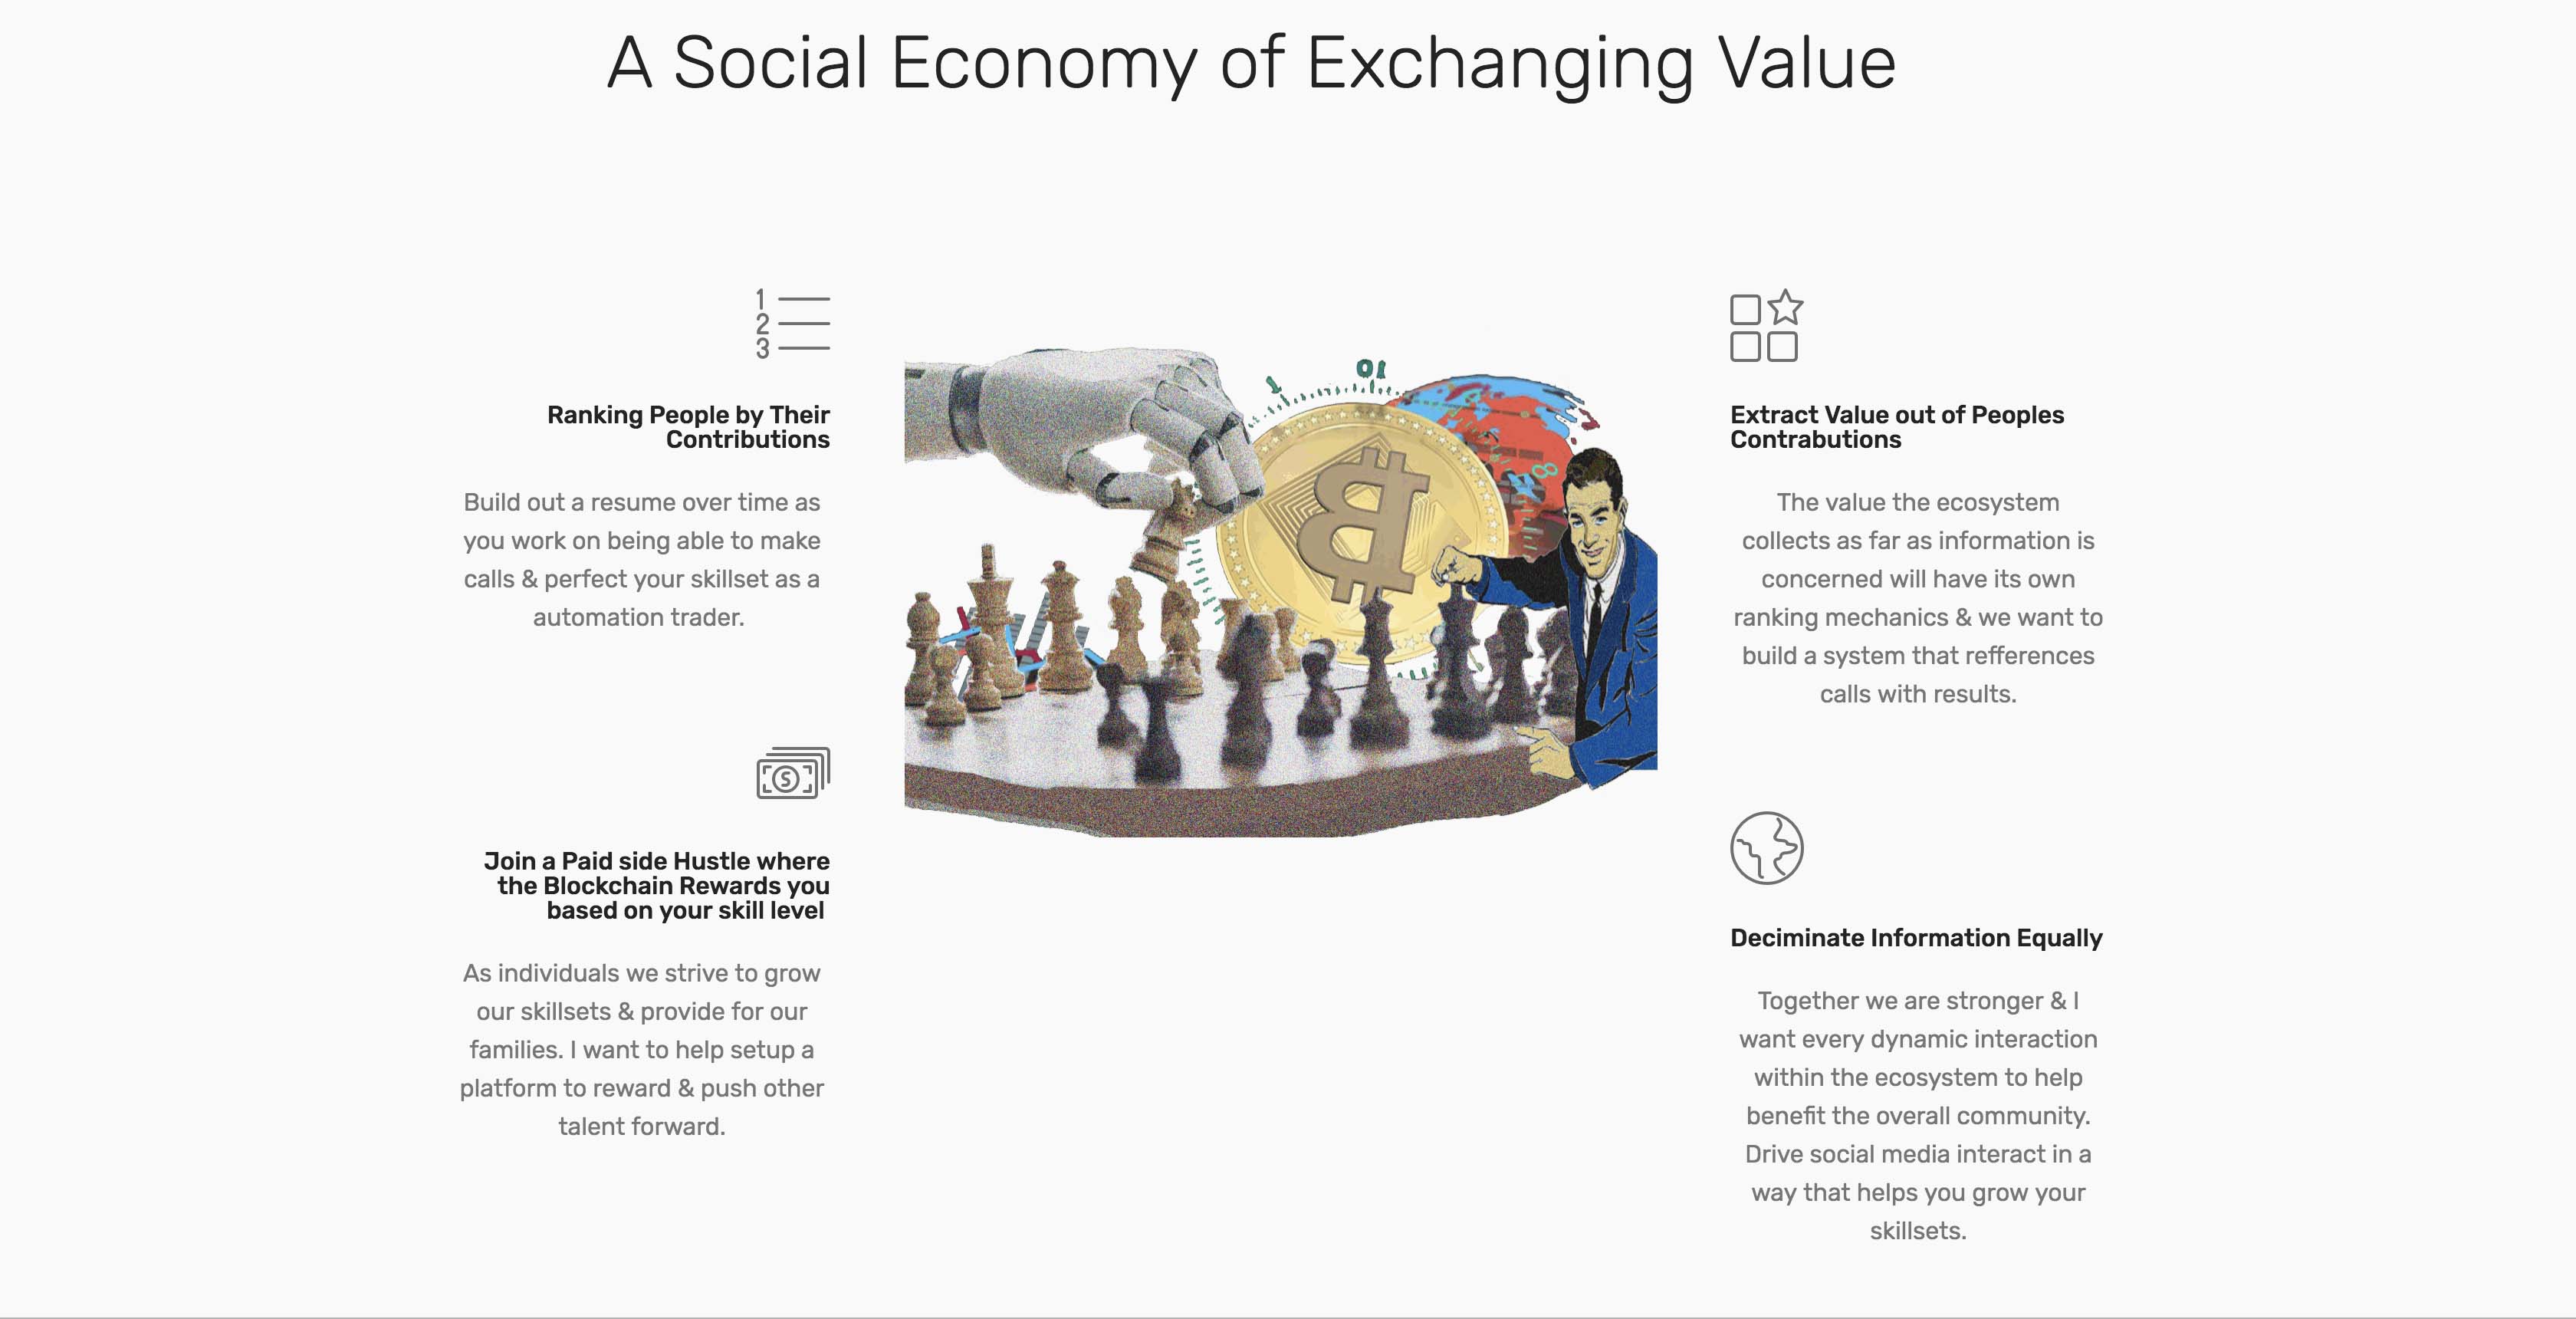 A Social Economy of Exchanging Value
1
2
3
Ranking People by Their
Contributions
Build out a resume over time as
you work on being able to make
calls & perfect your skillset as a
automation trader.
Join a Paid side Hustle where
the Blockchain Rewards you
based on your skill level
As individuals we strive to grow
our skillsets & provide for our
families. I want to help setup a
platform to reward & push other
talent forward.
1
10
8
Extract Value out of Peoples
Contrabutions
The value the ecosystem
collects as far as information is
concerned will have its own
ranking mechanics & we want to
build a system that refferences
calls with results.
Deciminate Information Equally
Together we are stronger & I
want every dynamic interaction
within the ecosystem to help
benefit the overall community.
Drive social media interact in a
way that helps you grow your
skillsets.